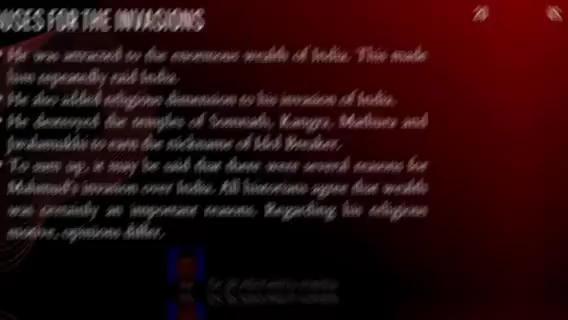 USES FOR THE INVASIONS
He was attracted to the enormous wealth of India. This made
him repeatedly raid India.
He also added religious dimension to his invasion of India.
He destroyed the temples of Somnath, Kangra, Mathura and
Jwalamukhi to earn the nickname of Idol Breaker.
To sum up, it may be said that there were several reasons for
Mahmud's invasion over India. All historians agree that wealth
was certainly an important reason. Regarding his religious
motive, opinions differ.